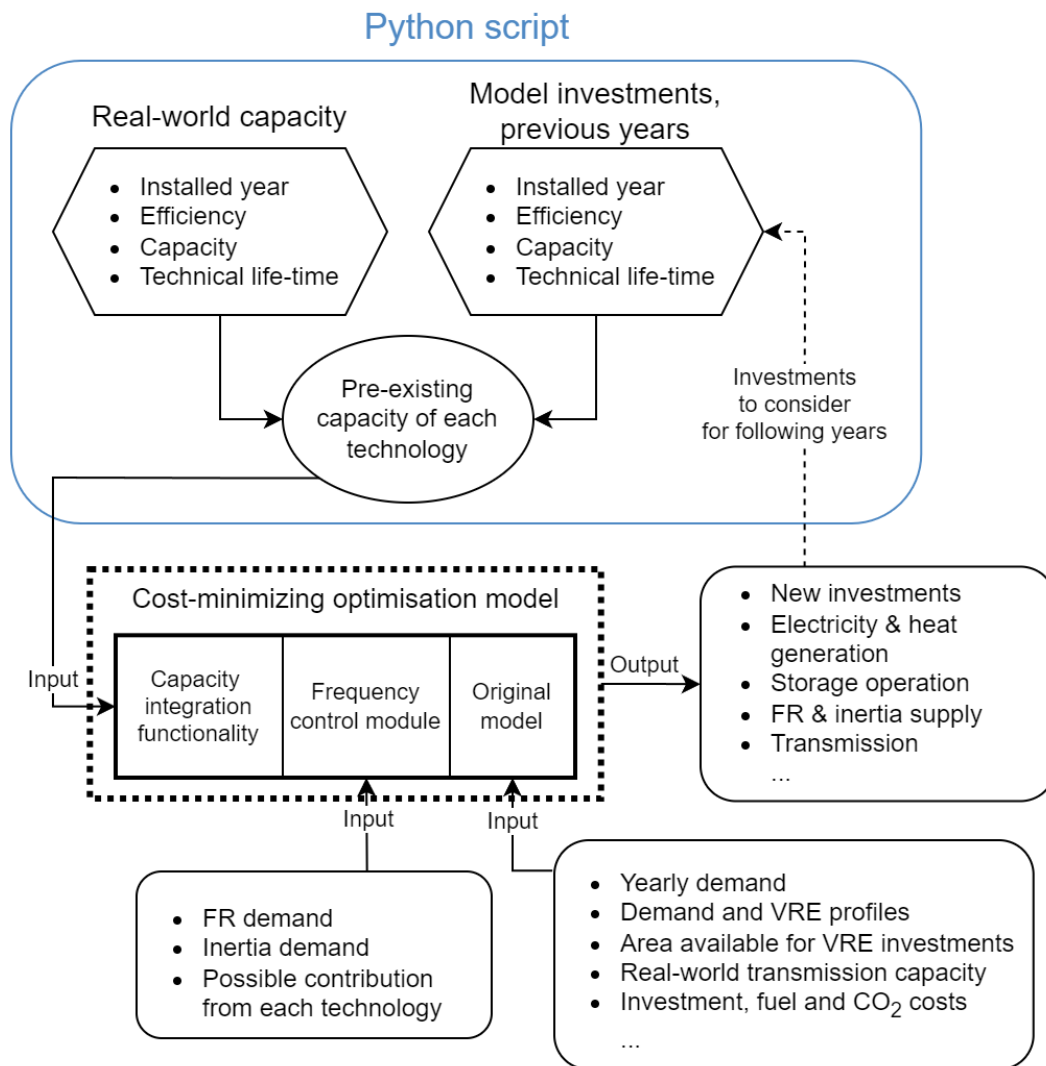 Python script
Real-world capacity
• Installed year
• Efficiency
• Capacity
• Technical life-time
Model investments,
previous years
• Installed year
• Efficiency
• Capacity
• Technical life-time
Pre-existing
capacity of each
technology
Investments
to consider
for following years
Input
Cost-minimizing optimisation model
Capacity
integration
functionality
Frequency
control module
Original
model
Output
• New investments
• Electricity & heat
generation
• Storage operation
• FR & inertia supply
• Transmission
...
Input
Input
• FR demand
• Inertia demand
• Possible contribution
from each technology
• Yearly demand
• Demand and VRE profiles
• Area available for VRE investments
• Real-world transmission capacity
• Investment, fuel and CO₂ costs
...